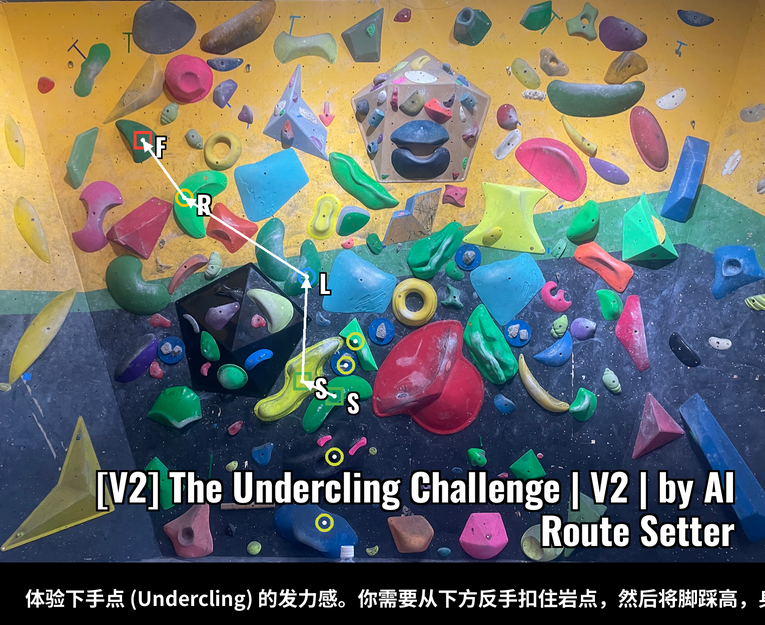 F
R
L
S
S
[V2] The Undercling Challenge | V2 | by AI
Route Setter
体验下手点 (Undercling) 的发力感。你需要从下方反手扣住岩点，然后将脚踩高，